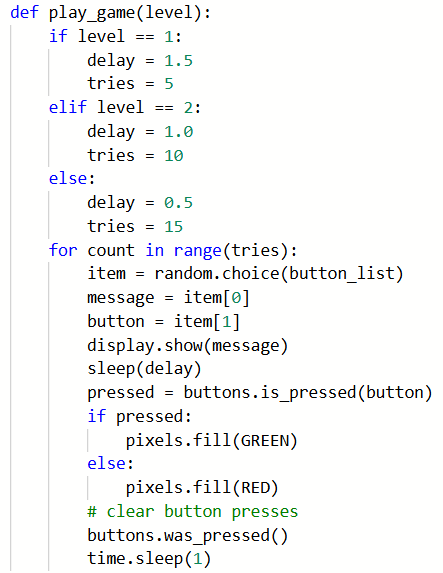 def play_game(level):
    if level == 1:
        delay = 1.5
        tries = 5
    elif level == 2:
        delay = 1.0
        tries = 10
    else:
        delay = 0.5
        tries = 15
    for count in range(tries):
        item = random.choice(button_list)
        message = item[0]
        button = item[1]
        display.show(message)
        sleep(delay)
        pressed = buttons.is_pressed(button)
        if pressed:
            pixels.fill(GREEN)
        else:
            pixels.fill(RED)
        # clear button presses
        buttons.was_pressed()
        time.sleep(1)